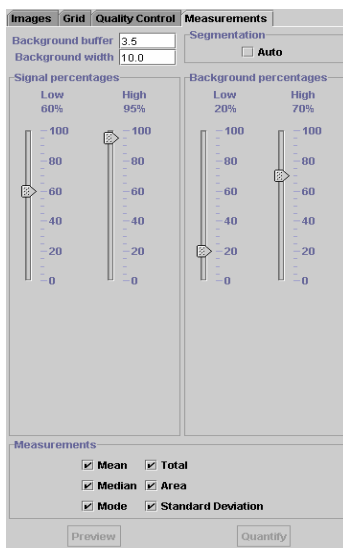 Images Grid Quality Control Measurements
Background buffer 3.5
Background width 10.0
Segmentation
Auto
Signal percentages
Low High
60% 95%
100 100
80 80
60 60
40 40
20 20
0 0
Background percentages
Low High
20% 70%
100 100
80 80
60 60
40 40
20 20
0 0
Measurements
Mean Total
Median Area
Mode Standard Deviation
Preview Quantify